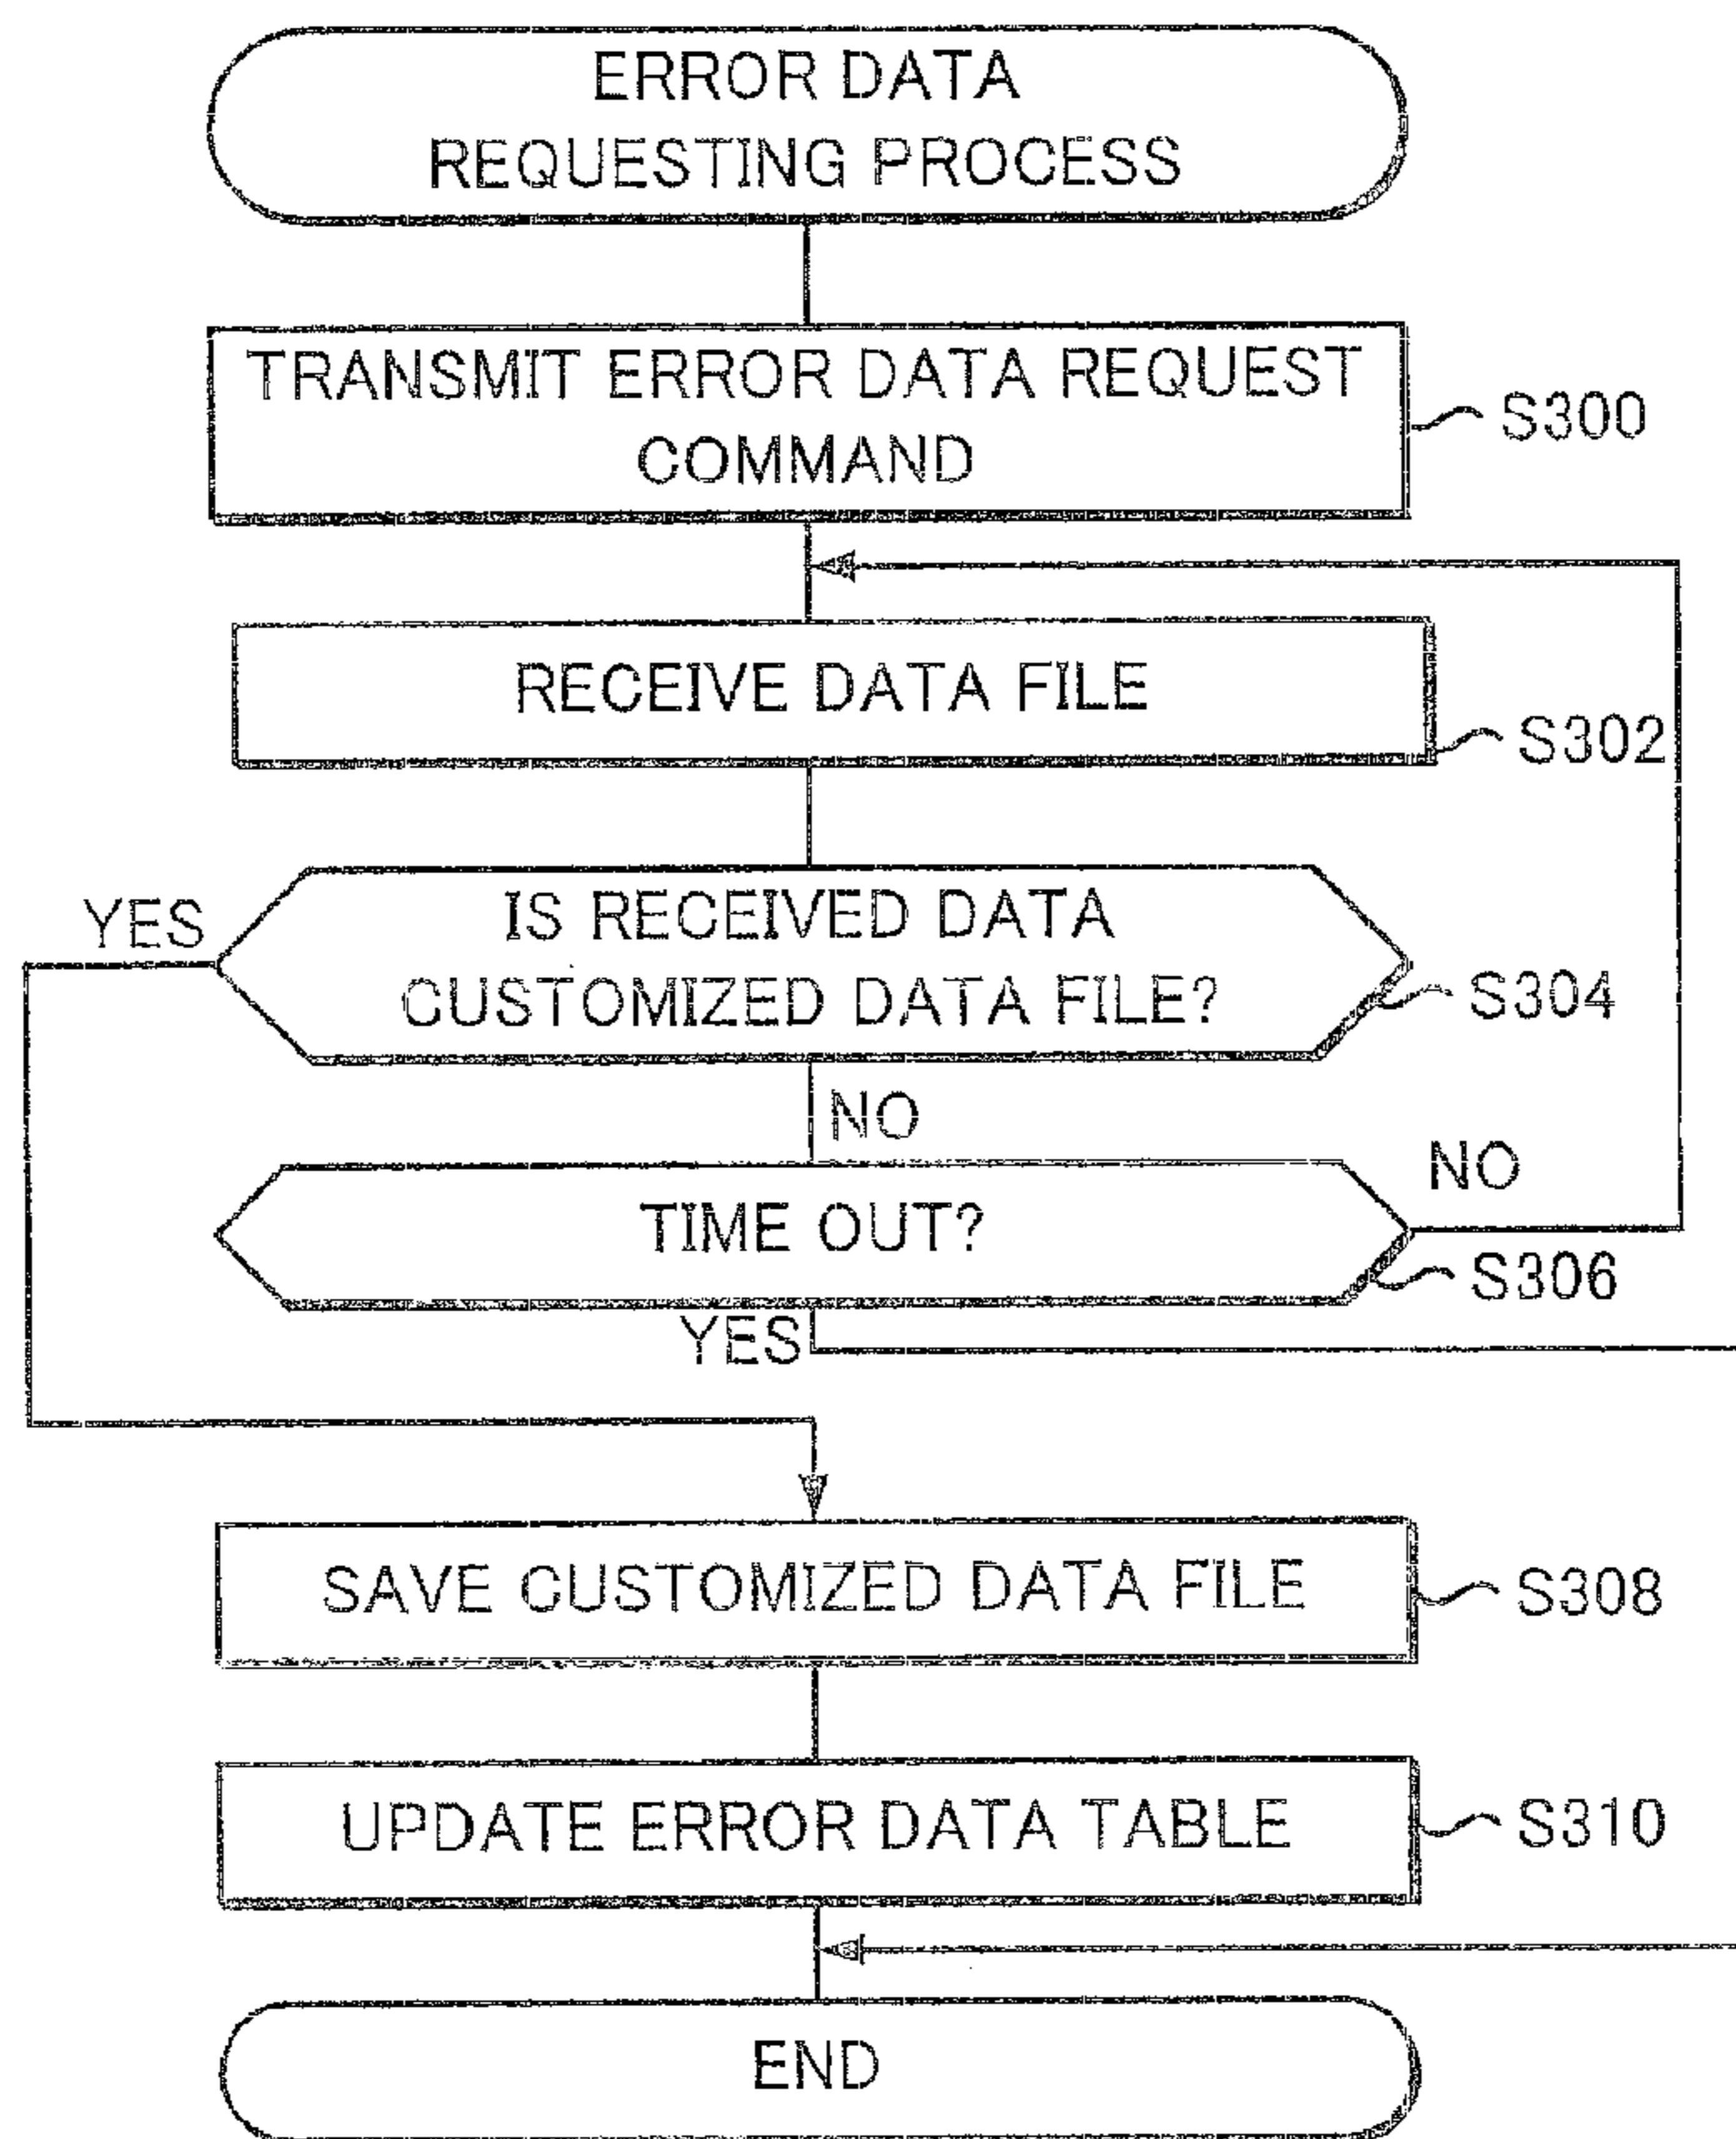 ERROR DATA
REQUESTING PROCESS
TRANSMIT ERROR DATA REQUEST
COMMAND
S300
RECEIVE DATA FILE
S302
IS RECEIVED DATA
CUSTOMIZED DATA FILE?
YES
S304
NO
TIME OUT?
NO
S306
YES
SAVE CUSTOMIZED DATA FILE
S308
UPDATE ERROR DATA TABLE
S310
END